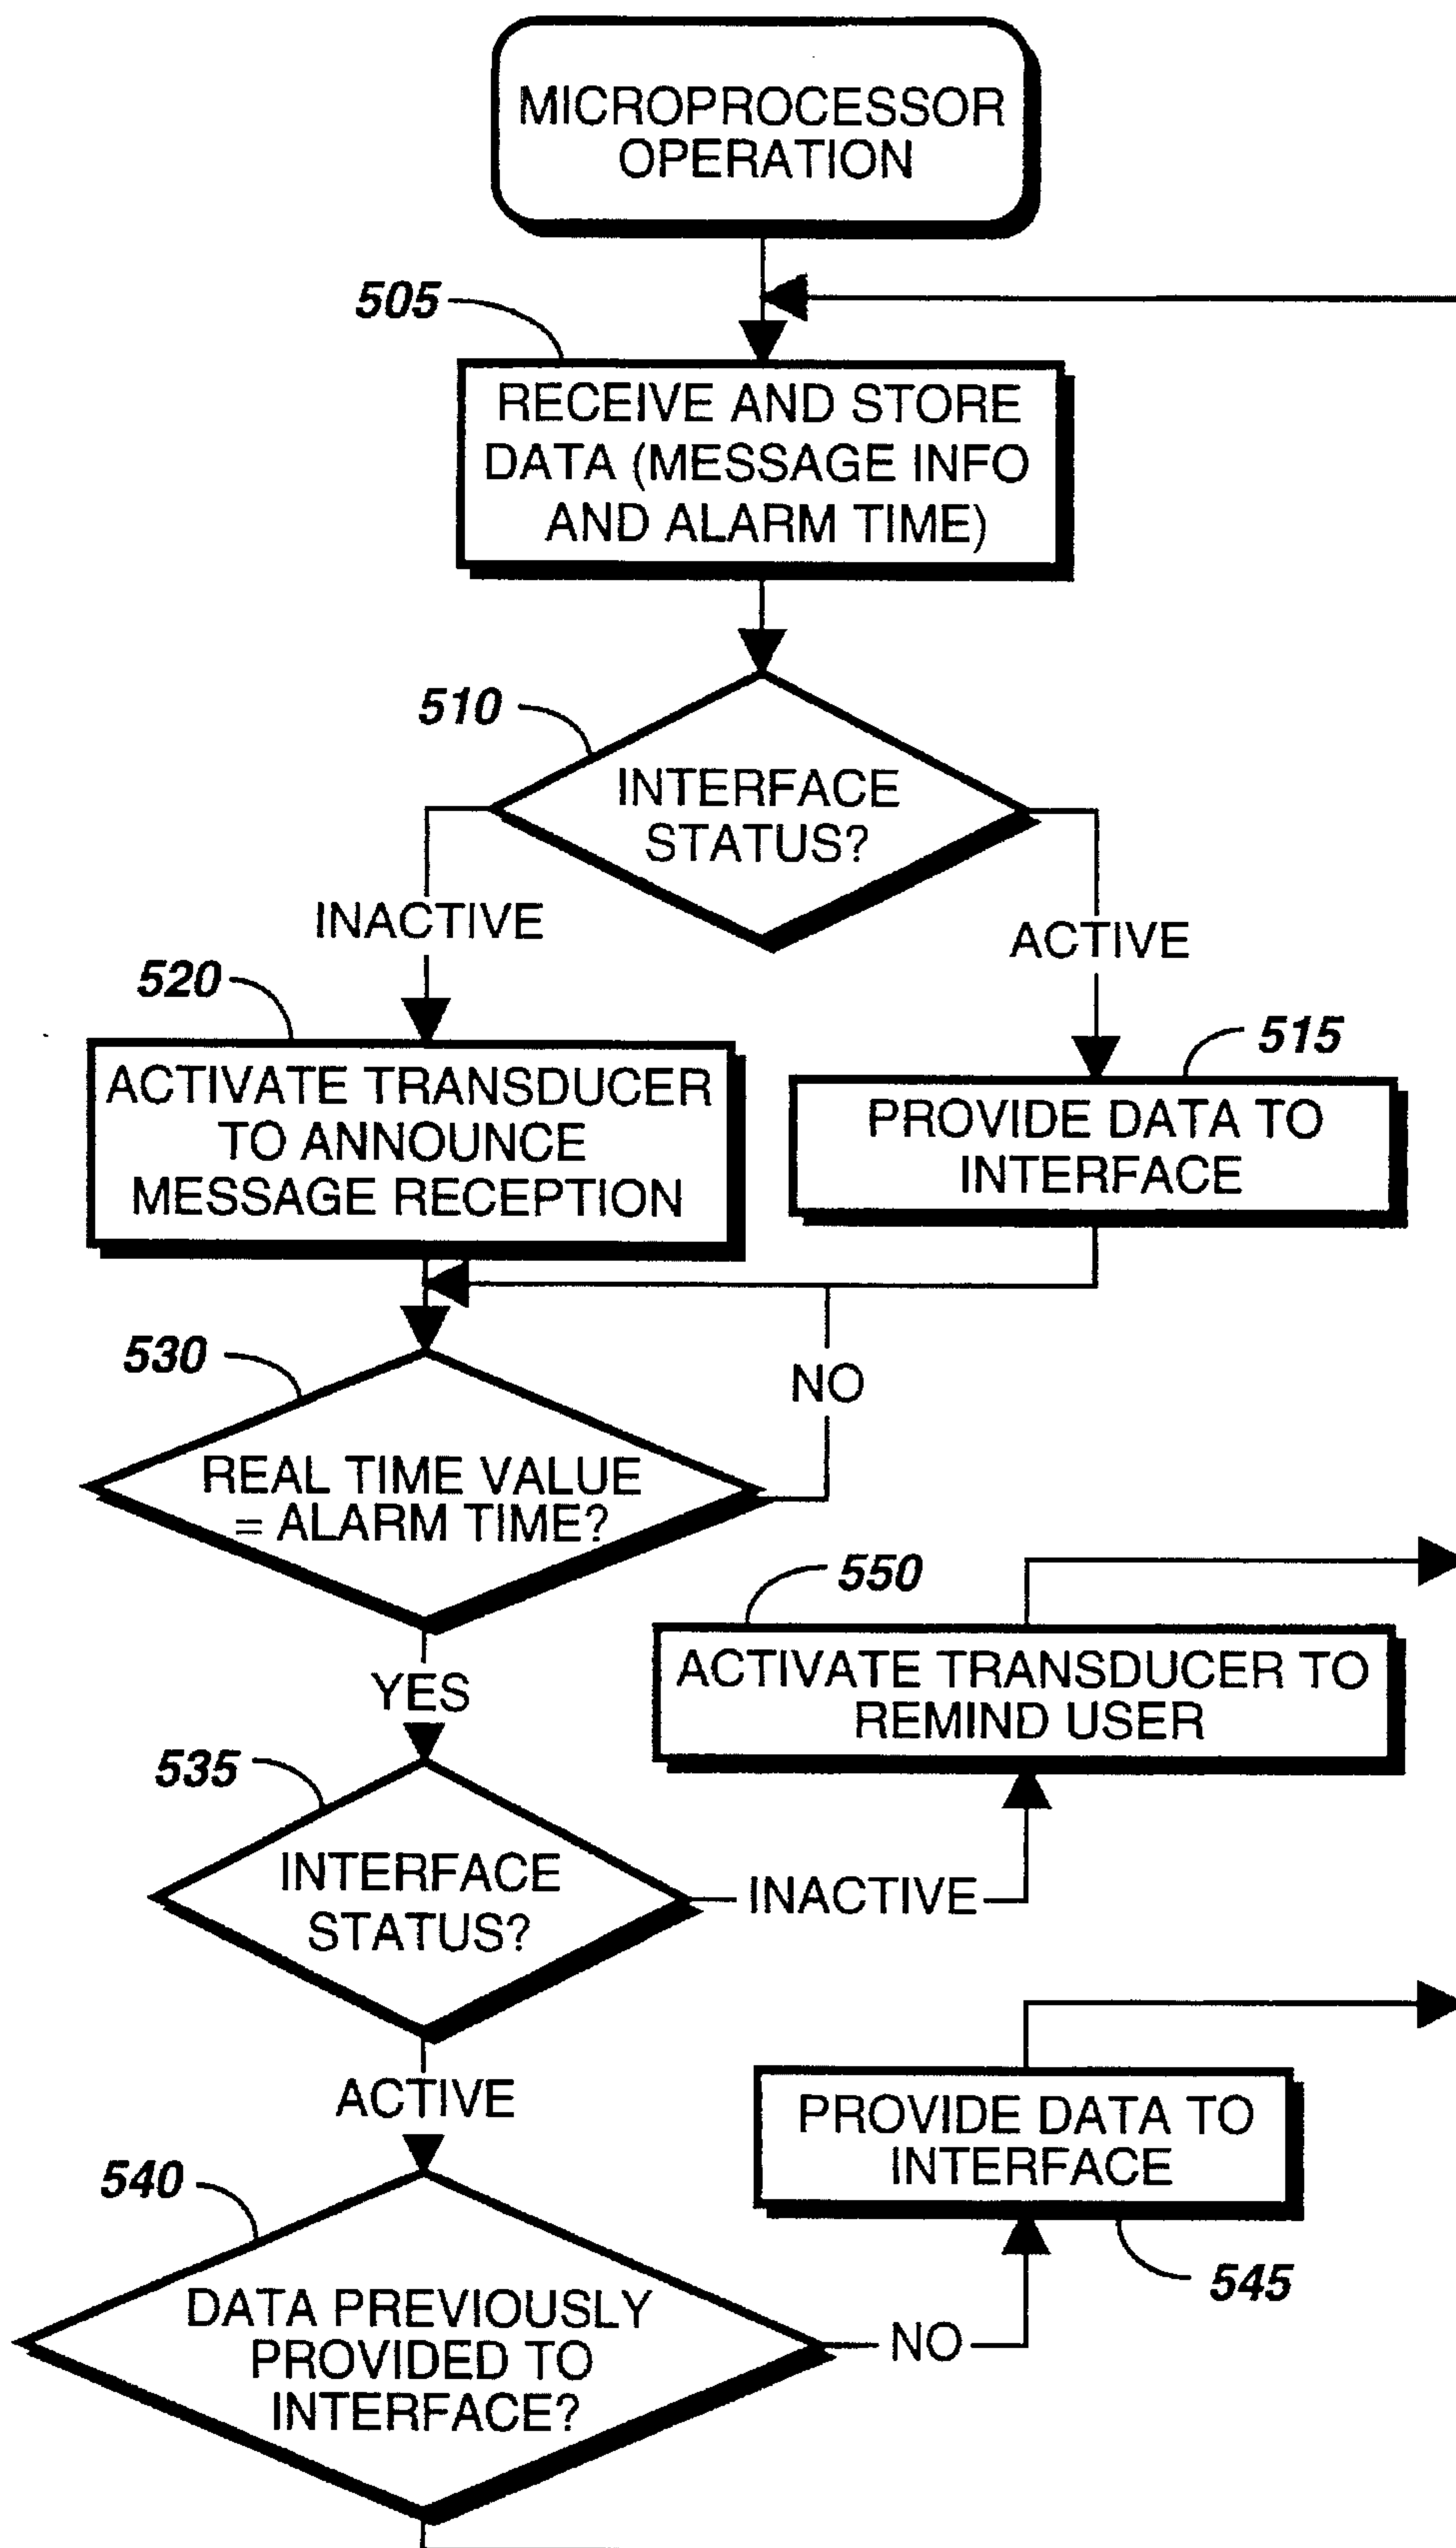 MICROPROCESSOR
OPERATION
505
RECEIVE AND STORE
DATA (MESSAGE INFO
AND ALARM TIME)
510
INTERFACE
STATUS?
INACTIVE
ACTIVE
520
515
ACTIVATE TRANSDUCER
TO ANNOUNCE
MESSAGE RECEPTION
PROVIDE DATA TO
INTERFACE
530
NO
REAL TIME VALUE
= ALARM TIME?
550
YES
ACTIVATE TRANSDUCER TO
REMIND USER
535
INTERFACE
STATUS?
INACTIVE
ACTIVE
PROVIDE DATA TO
INTERFACE
540
545
DATA PREVIOUSLY
PROVIDED TO
INTERFACE?
NO